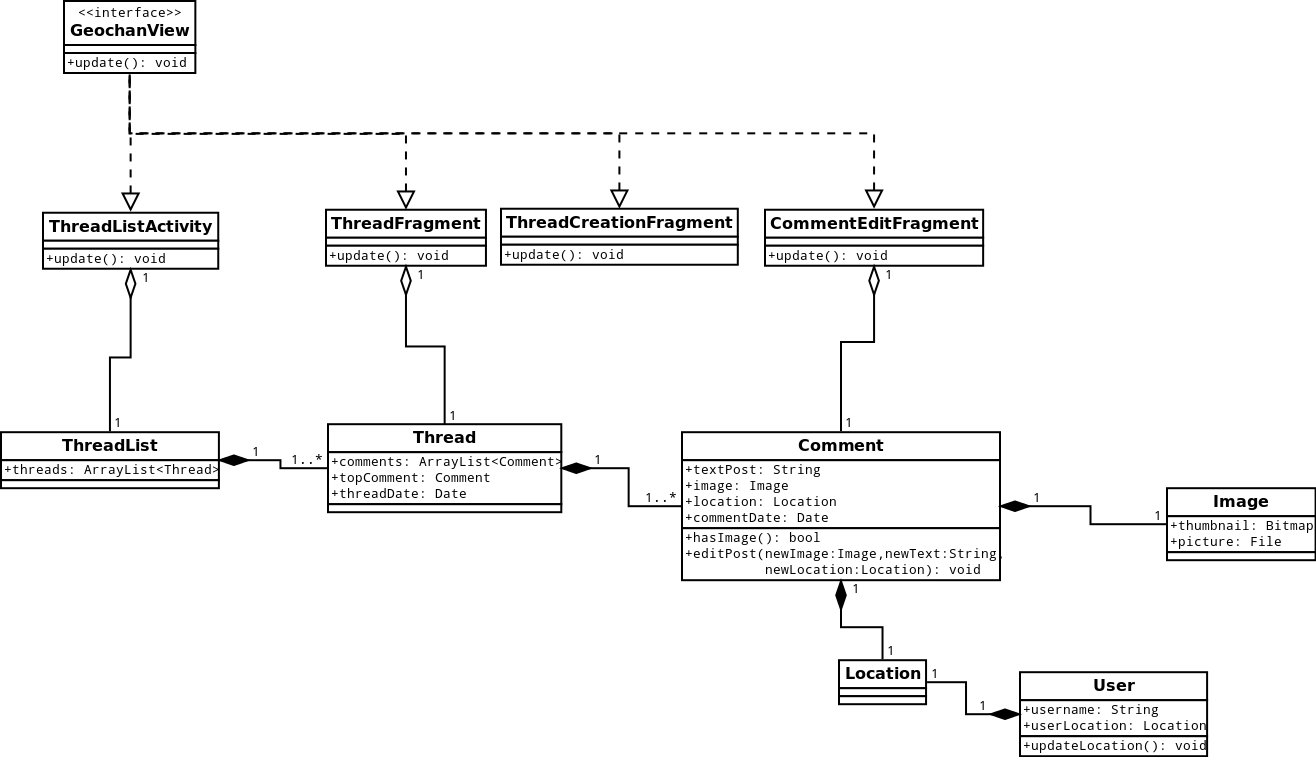 <<interface>>
GeochanView
+update(): void
ThreadListActivity
+update(): void
1
ThreadFragment
+update(): void
1
ThreadCreationFragment
+update(): void
CommentEditFragment
+update(): void
1
1
ThreadList
+threads: ArrayList<Thread>
1
1..*
1
Thread
+comments: ArrayList<Comment>
+topComment: Comment
+threadDate: Date
1
1..*
1
Comment
+textPost: String
+image: Image
+location: Location
+commentDate: Date
+hasImage(): bool
+editPost(newImage:Image,newText:String,
newLocation:Location): void
1
1
Image
+thumbnail: Bitmap
+picture: File
1
1
Location
1
1
User
+username: String
+userLocation: Location
+updateLocation(): void